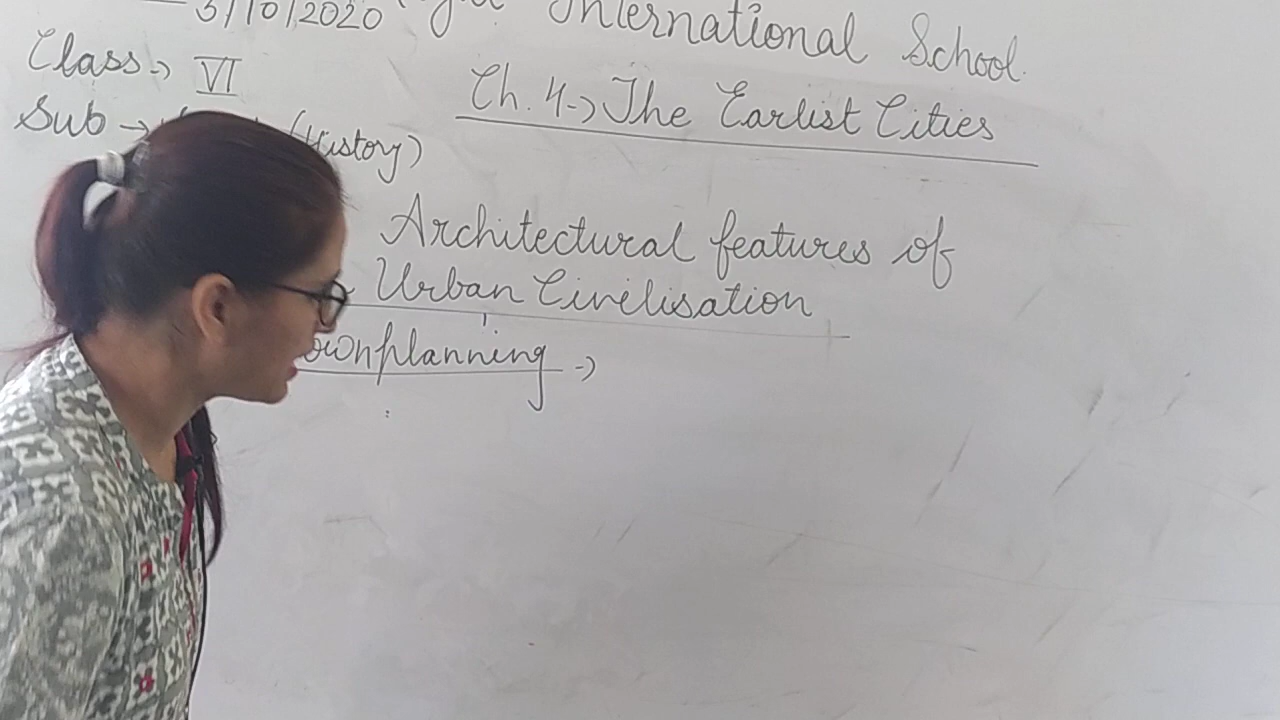 3/10/2020 International School.
Class → VI
Ch. 4 → The Earlist Cities
Sub → (History)
Architectural features of
Urban Civilisation
ownplanning →